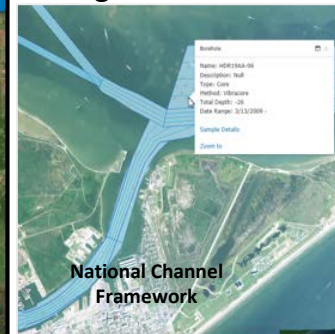 Borehole
Name: HDR194A-06
Description: Null
Type: Core
Method: Vibracore
Total Depth: -26
Date Range: 3/13/2009 -
Sample Details
Zoom to
National Channel
Framework